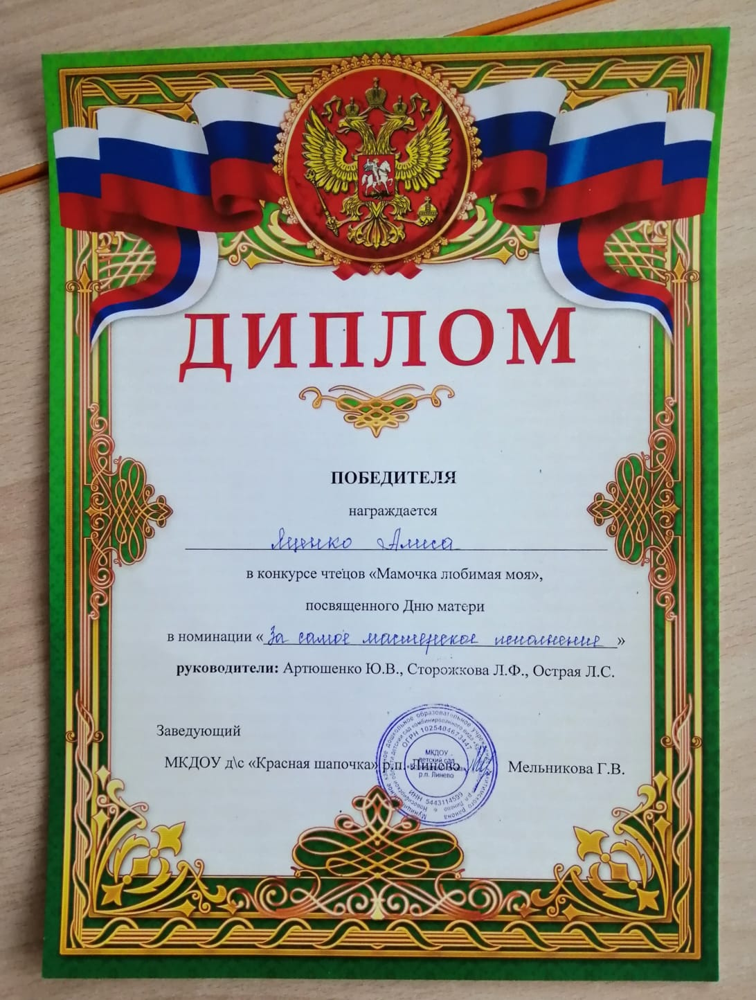 ДИПЛОМ
ПОБЕДИТЕЛЯ
награждается
Яценко Алиса
в конкурсе чтецов «Мамочка любимая моя»,
посвященного Дню матери
в номинации «За самое мастерское исполнение»
руководители: Артюшенко Ю.В., Сторожкова Л.Ф., Острая Л.С.
Заведующий
МКДОУ д\с «Красная шапочка» р.п. Линево Мельникова Г.В.
ОГРН 1025404673447
МКДОУ
детский сад
р.п. Линево
ИНН 5443114599